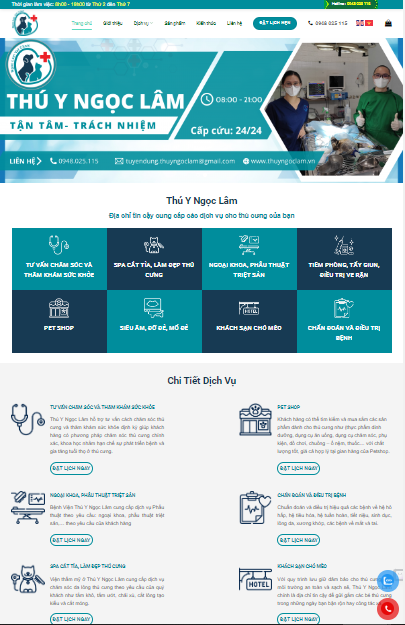 Thời gian làm việc: 8h00 - 18h00 từ Thứ 2 đến Thứ 7
Hotline: 0948 025 115
Trang chủ
Giới thiệu
Dịch vụ
Sản phẩm
Kiến thức
Liên hệ
ĐẶT LỊCH HẸN
0948 025 115
THÚ Y NGỌC LÂM
TẬN TÂM- TRÁCH NHIỆM
08:00 - 21:00
Cấp cứu: 24/24
LIÊN HỆ
0948.025.115
tuyendung.thuyngoclam@gmail.com
www.thuyngoclam.vn
Thú Y Ngọc Lâm
Địa chỉ tin cậy cung cấp các dịch vụ cho thú cưng của bạn
TƯ VẤN CHĂM SÓC VÀ
THĂM KHÁM SỨC KHỎE
SPA CẮT TỈA, LÀM ĐẸP THÚ
CƯNG
NGOẠI KHOA, PHẪU THUẬT
TRIỆT SẢN
TIÊM PHÒNG, TẨY GIUN,
ĐIỀU TRỊ VE RẬN
PET SHOP
SIÊU ÂM, ĐỠ ĐẺ, MỔ ĐẺ
KHÁCH SẠN CHÓ MÈO
CHẨN ĐOÁN VÀ ĐIỀU TRỊ
BỆNH
Chi Tiết Dịch Vụ
TƯ VẤN CHĂM SÓC VÀ THĂM KHÁM SỨC KHỎE
Thú Y Ngọc Lâm hỗ trợ tư vấn cách chăm sóc thú
cưng và thăm khám sức khỏe định kỳ giúp khách
hàng có phương pháp chăm sóc thú cưng chính
xác, khoa học nhằm hạn chế sự phát triển bệnh và
gia tăng tuổi thọ ở thú cưng.
ĐẶT LỊCH NGAY
PET SHOP
Khách hàng có thể tìm kiếm và mua sắm các sản
phẩm dành cho thú cưng như (thực phẩm dinh
dưỡng, dụng cụ ăn uống, dụng cụ chăm sóc, phụ
kiện, đồ chơi, chuồng – ổ nệm, thuốc... với chất
lượng tốt, giá cả hợp lý tại gian hàng của Petshop.
ĐẶT LỊCH NGAY
NGOẠI KHOA, PHẪU THUẬT TRIỆT SẢN
Bệnh Viện Thú Y Ngọc Lâm cung cấp dịch vụ Phẫu
thuật theo yêu cầu: ngoại khoa, phẫu thuật triệt
sản,... theo yêu cầu của khách hàng
ĐẶT LỊCH NGAY
CHẨN ĐOÁN VÀ ĐIỀU TRỊ BỆNH
Chuẩn đoán và điều trị hiệu quả các bệnh về hệ hô
hấp, hệ tiêu hóa, hệ tuần hoàn, tiết niệu, sinh dục,
lông da, xương khớp, các bệnh về mắt và tai.
ĐẶT LỊCH NGAY
SPA CẮT TỈA, LÀM ĐẸP THÚ CƯNG
Viện thẩm mỹ ở Thú Y Ngọc Lâm cung cấp dịch vụ
chăm sóc da lông thú cưng theo yêu cầu của quý
khách như tắm khô, tắm ướt, chải xù, cắt lông tạo
kiểu và cắt móng.
ĐẶT LỊCH NGAY
KHÁCH SẠN CHÓ MÈO
Với quy trình lưu giữ đảm bảo cho thú cưng
môi trường an toàn và sạch sẽ, Thú Y Ngọc
chính là địa chỉ tin cậy để gửi gắm các bé thú cưng
trong những ngày bạn bận rộn hay công tác
ĐẶT LỊCH NGAY